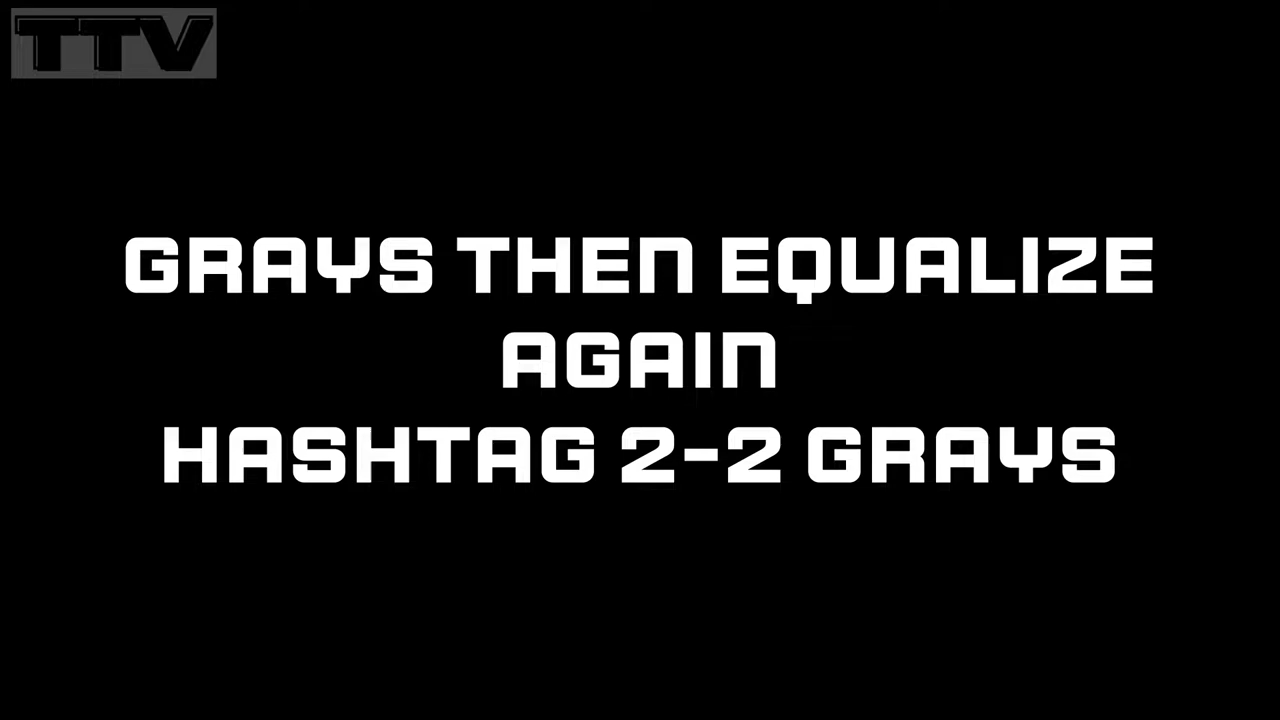 TTV
GRAYS THEN EQUALIZE
AGAIN
HASHTAG 2-2 GRAYS